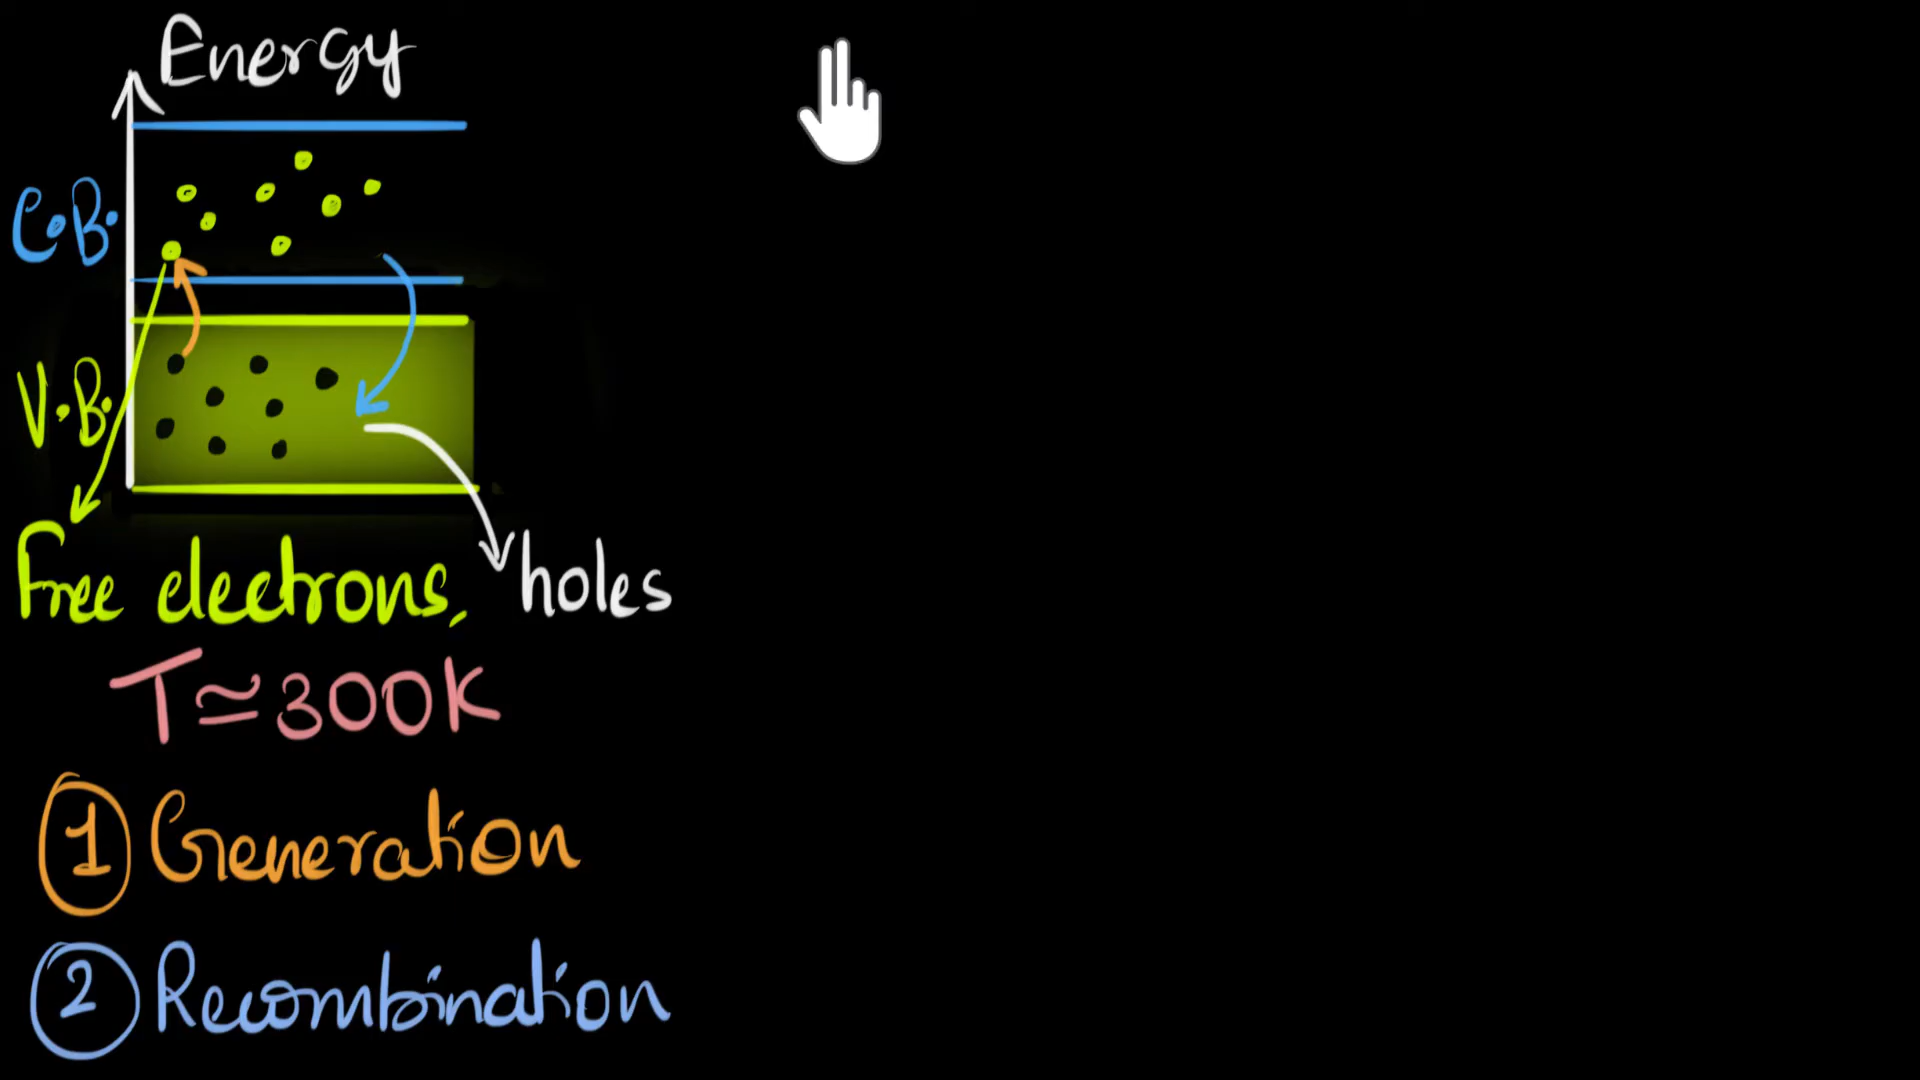 Energy
C.B.
V.B.
Free electrons, holes
T≃300K
1 Generation
2 Recombination